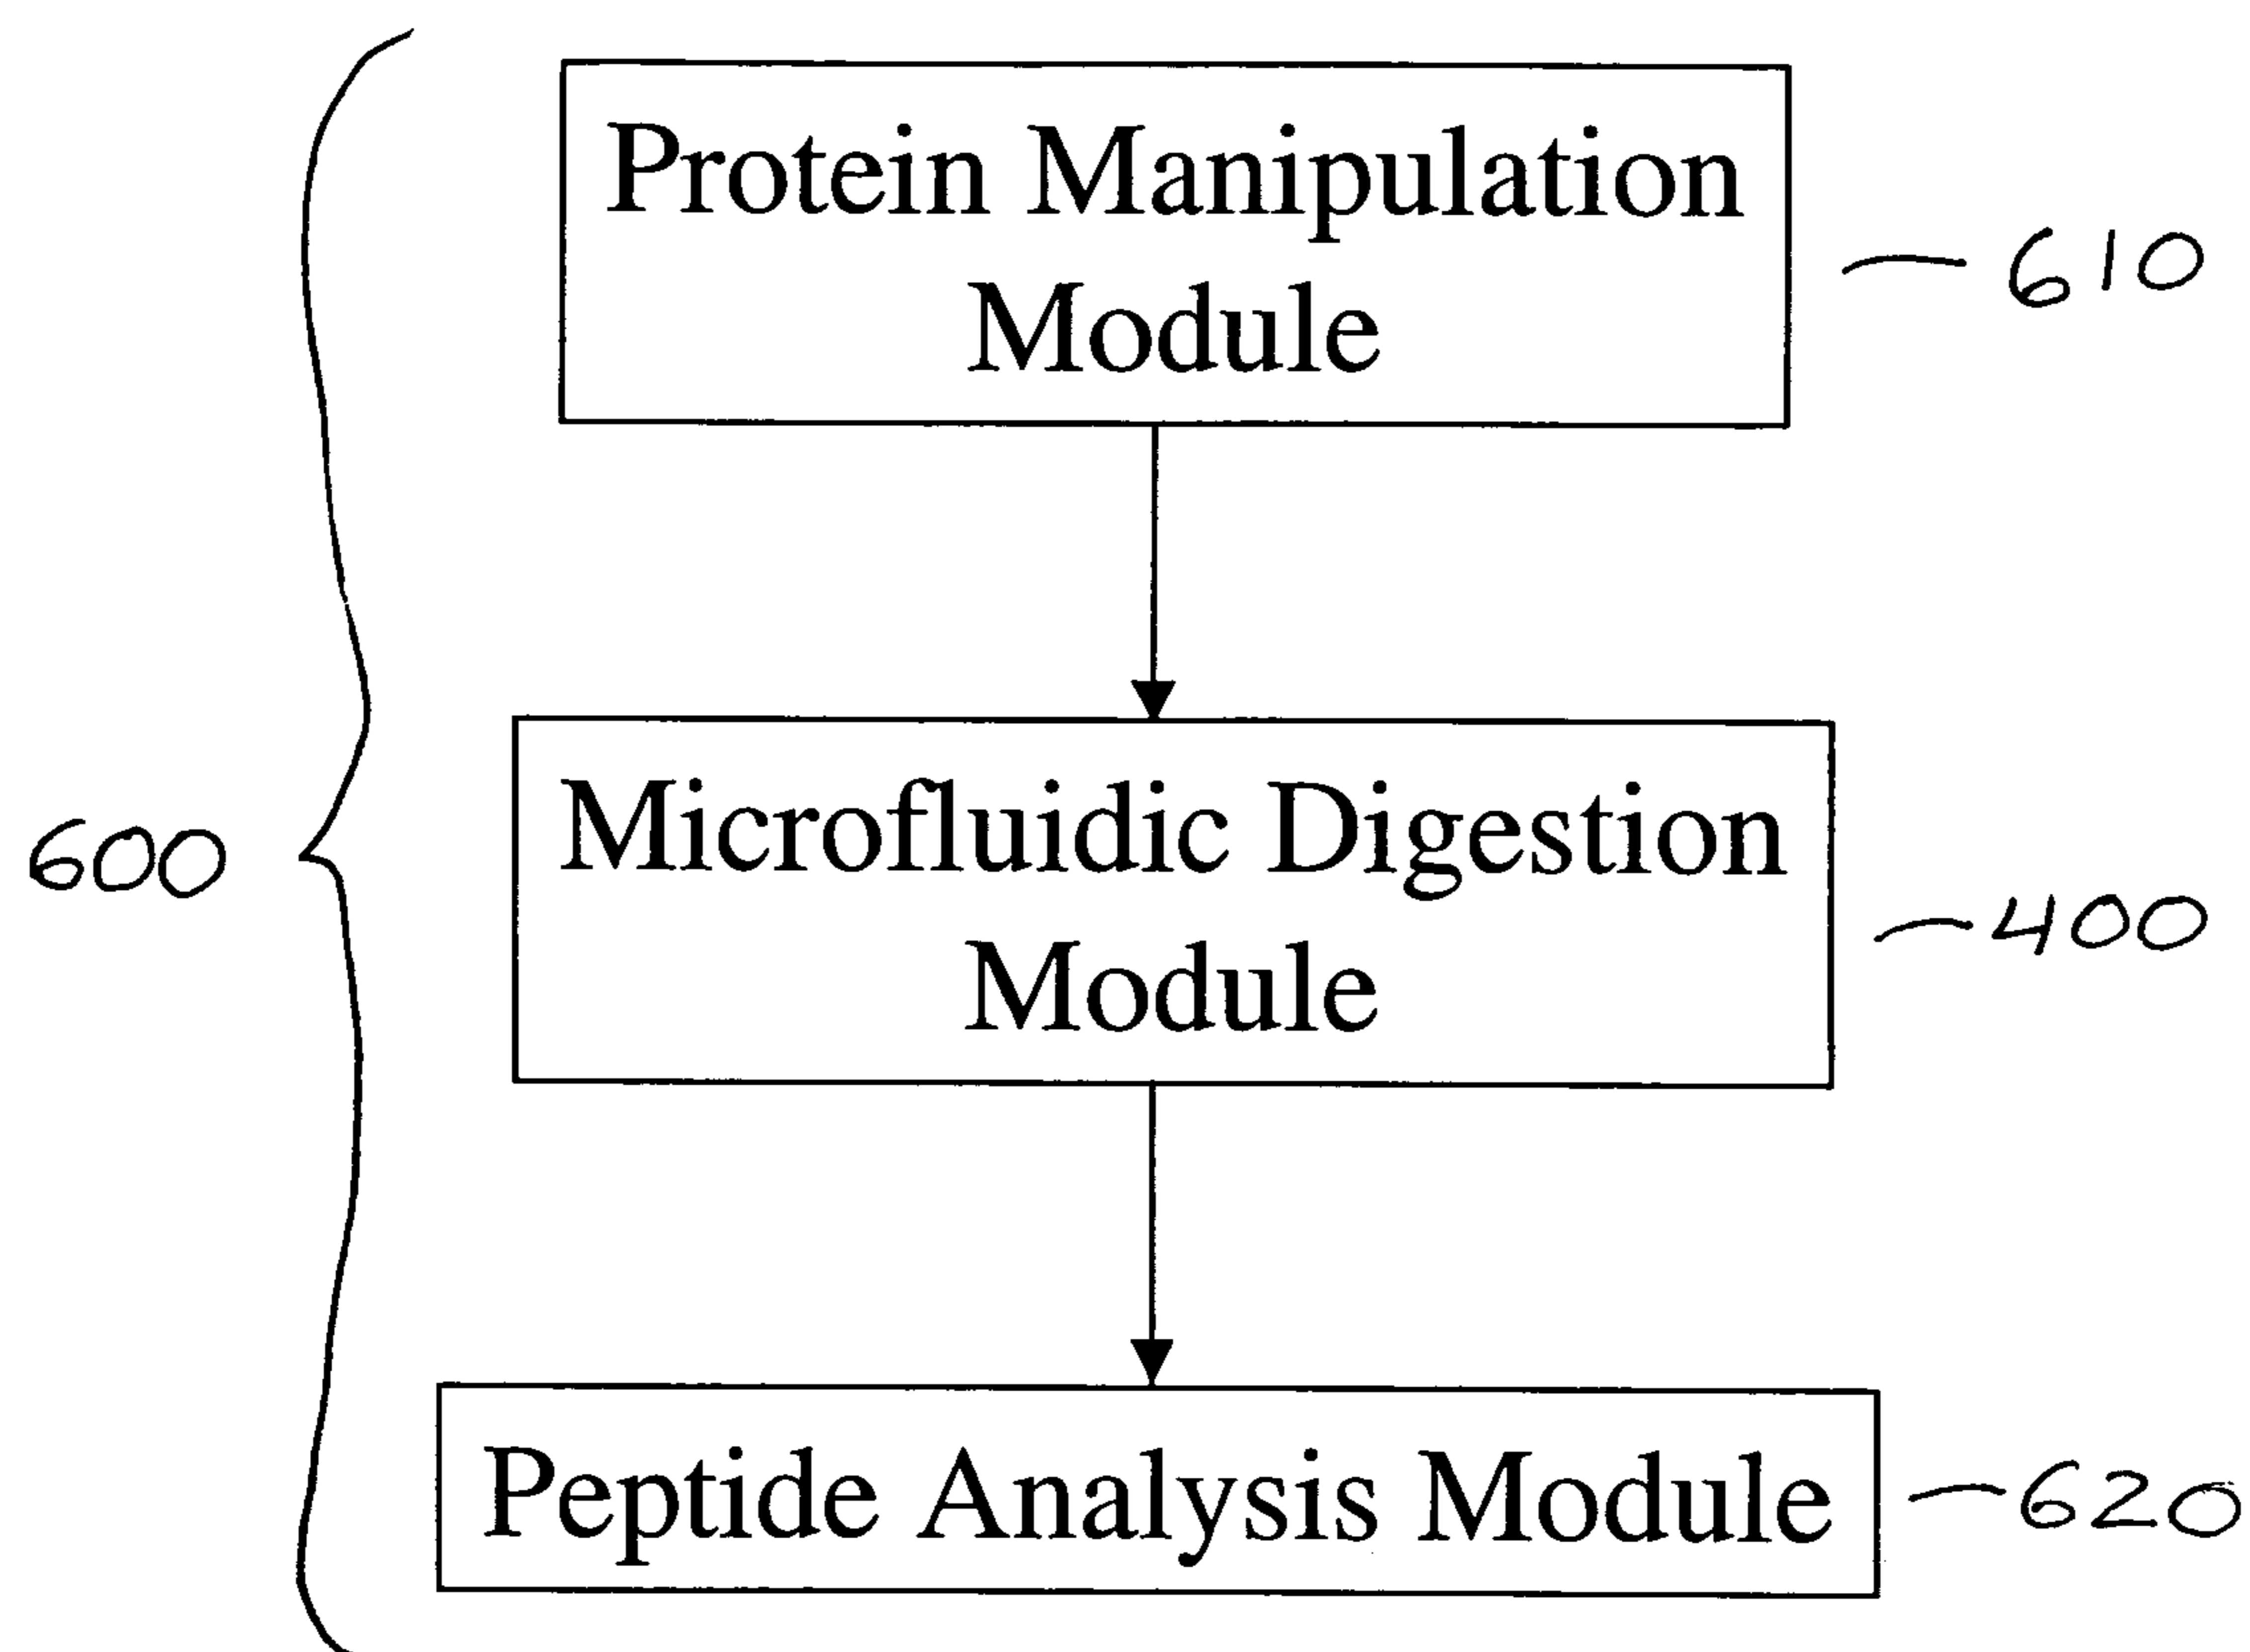 Protein Manipulation
Module
610
600
Microfluidic Digestion
Module
400
Peptide Analysis Module
620